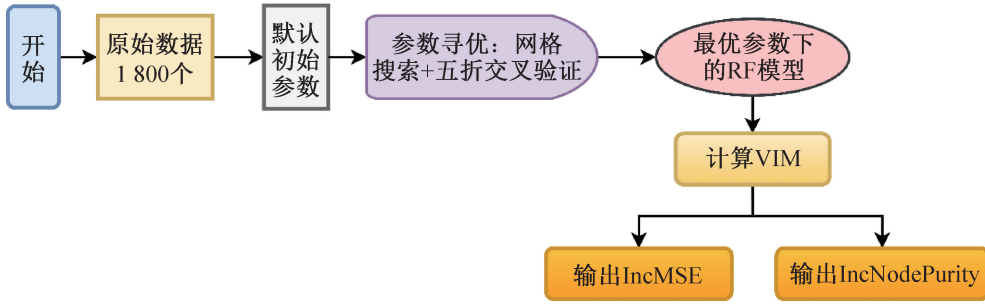 开
始
原始数据
1 800个
默认
初始
参数
参数寻优：网格
搜索+五折交叉验证
最优参数下
的RF模型
计算VIM
输出IncMSE
输出IncNodePurity